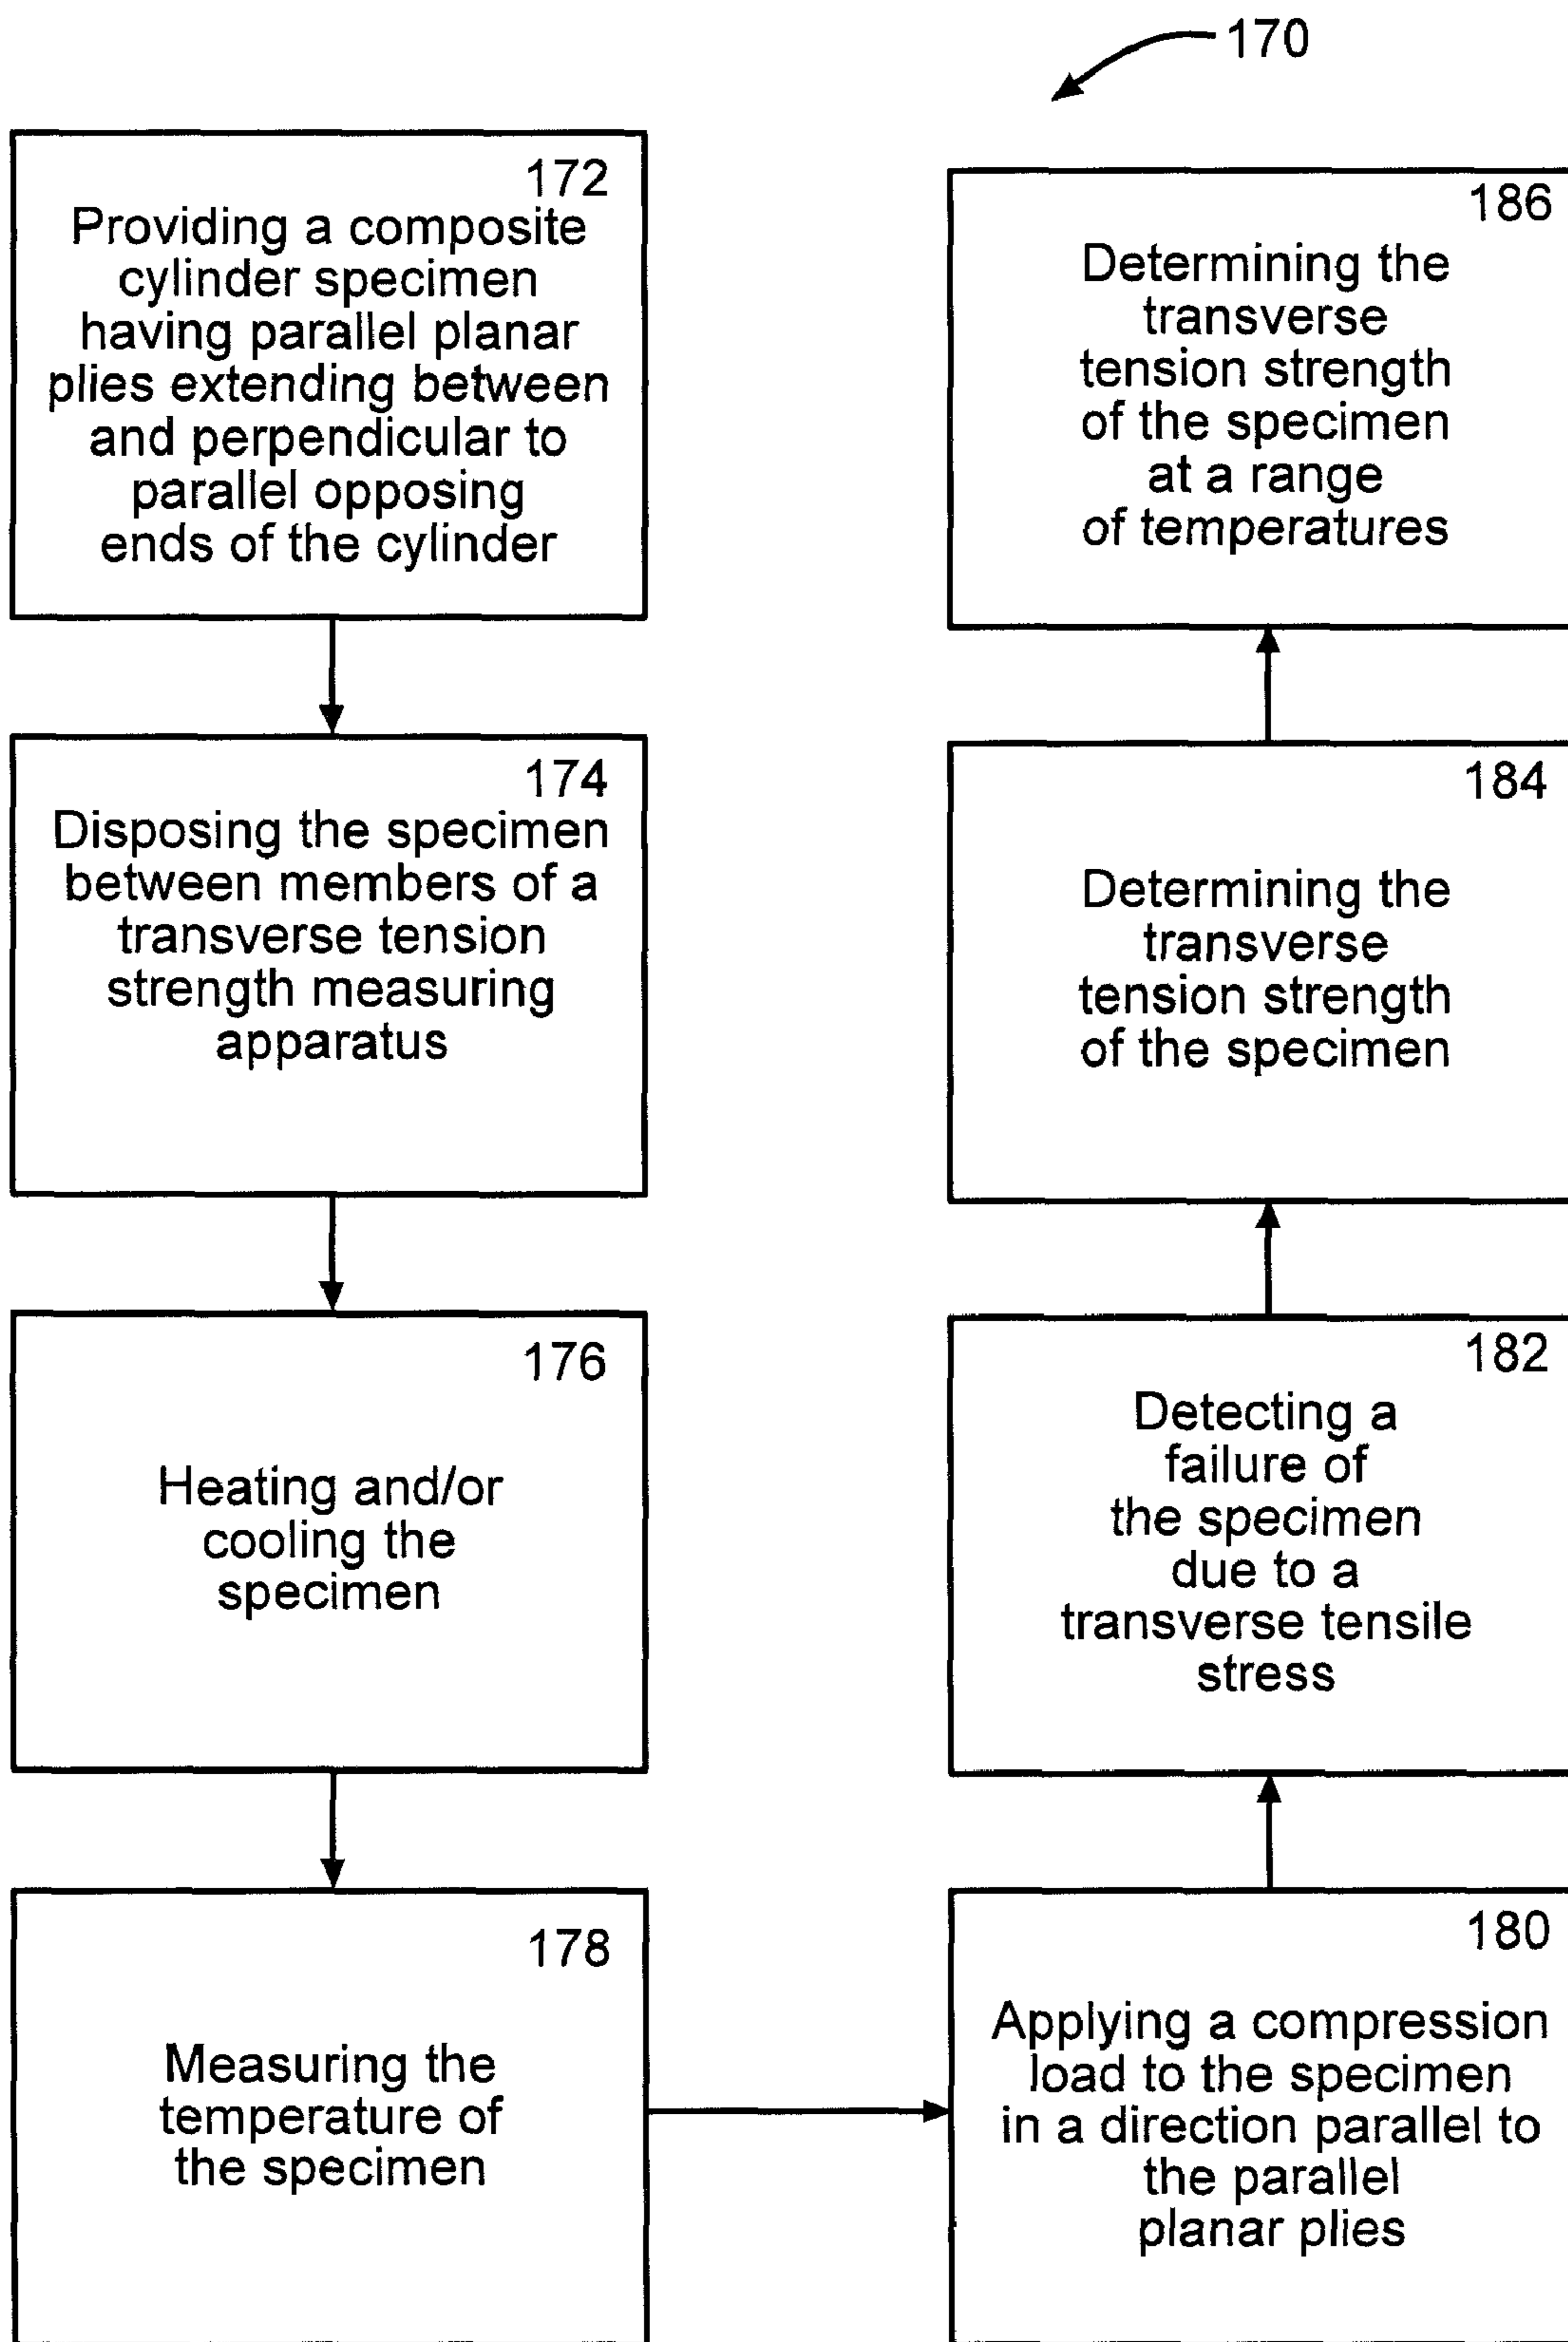 170
172
Providing a composite
cylinder specimen
having parallel planar
plies extending between
and perpendicular to
parallel opposing
ends of the cylinder
174
Disposing the specimen
between members of a
transverse tension
strength measuring
apparatus
176
Heating and/or
cooling the
specimen
178
Measuring the
temperature of
the specimen
180
Applying a compression
load to the specimen
in a direction parallel to
the parallel
planar plies
182
Detecting a
failure of
the specimen
due to a
transverse tensile
stress
184
Determining the
transverse
tension strength
of the specimen
186
Determining the
transverse
tension strength
of the specimen
at a range
of temperatures